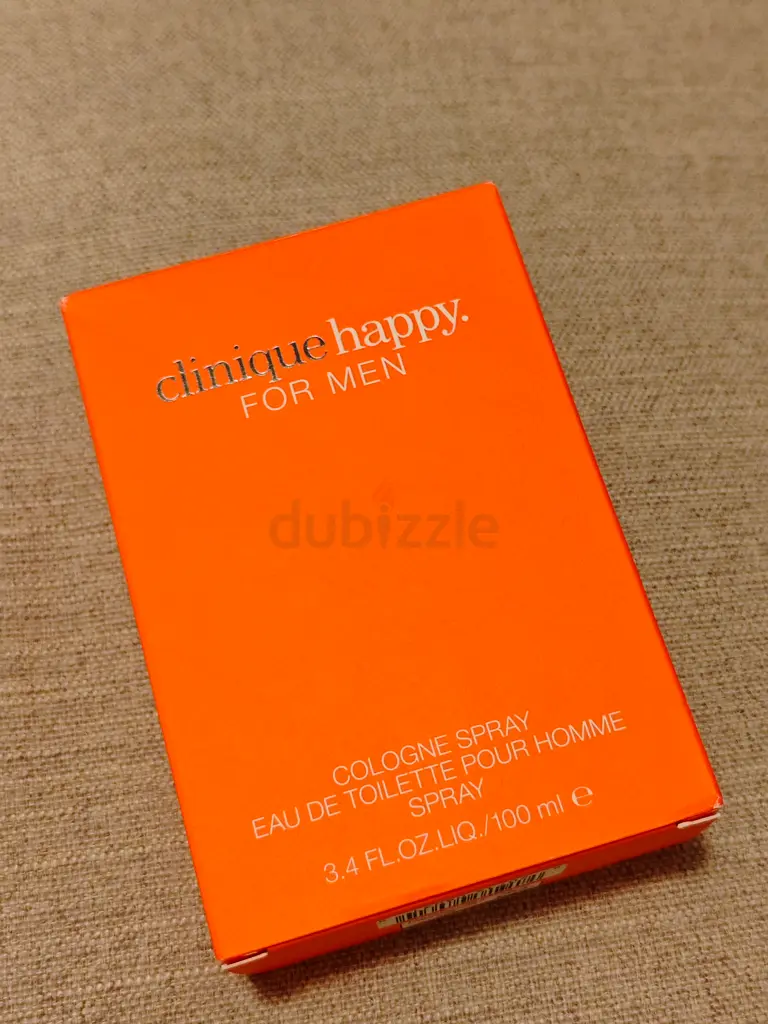 clinique happy.
FOR MEN
dubizzle
COLOGNE SPRAY
EAU DE TOILETTE POUR HOMME
SPRAY
3.4 FL.OZ.LIQ./100 ml ℮